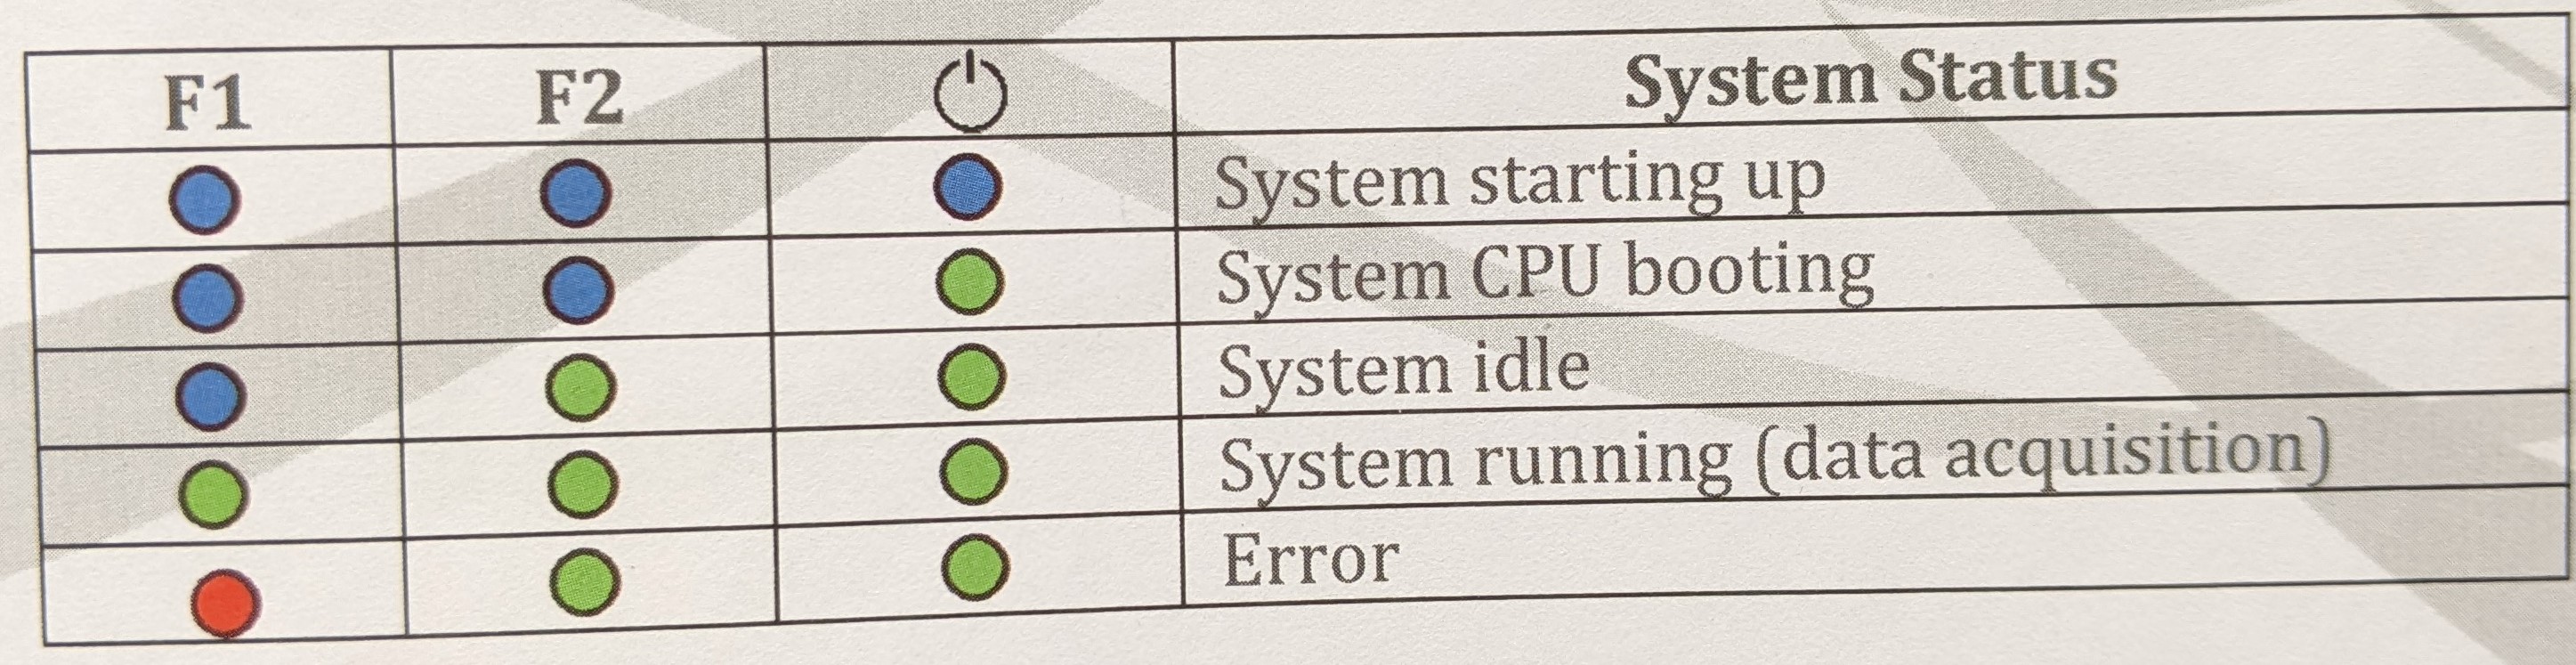 F1 F2 System Status
System starting up
System CPU booting
System idle
System running (data acquisition)
Error